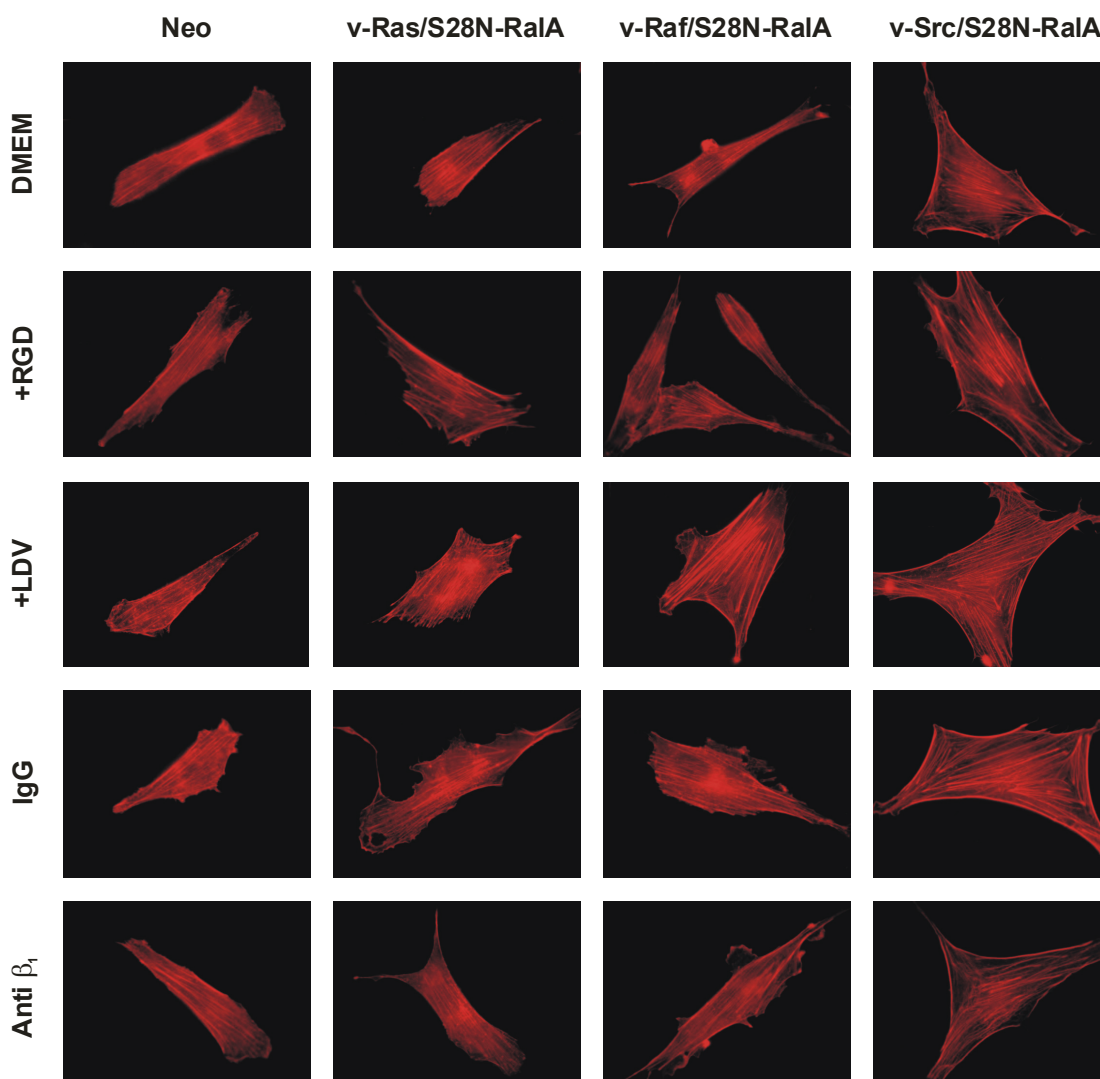 Neo v-Ras/S28N-RalA v-Raf/S28N-RalA v-Src/S28N-RalA
DMEM
+RGD
+LDV
IgG
Anti β₁